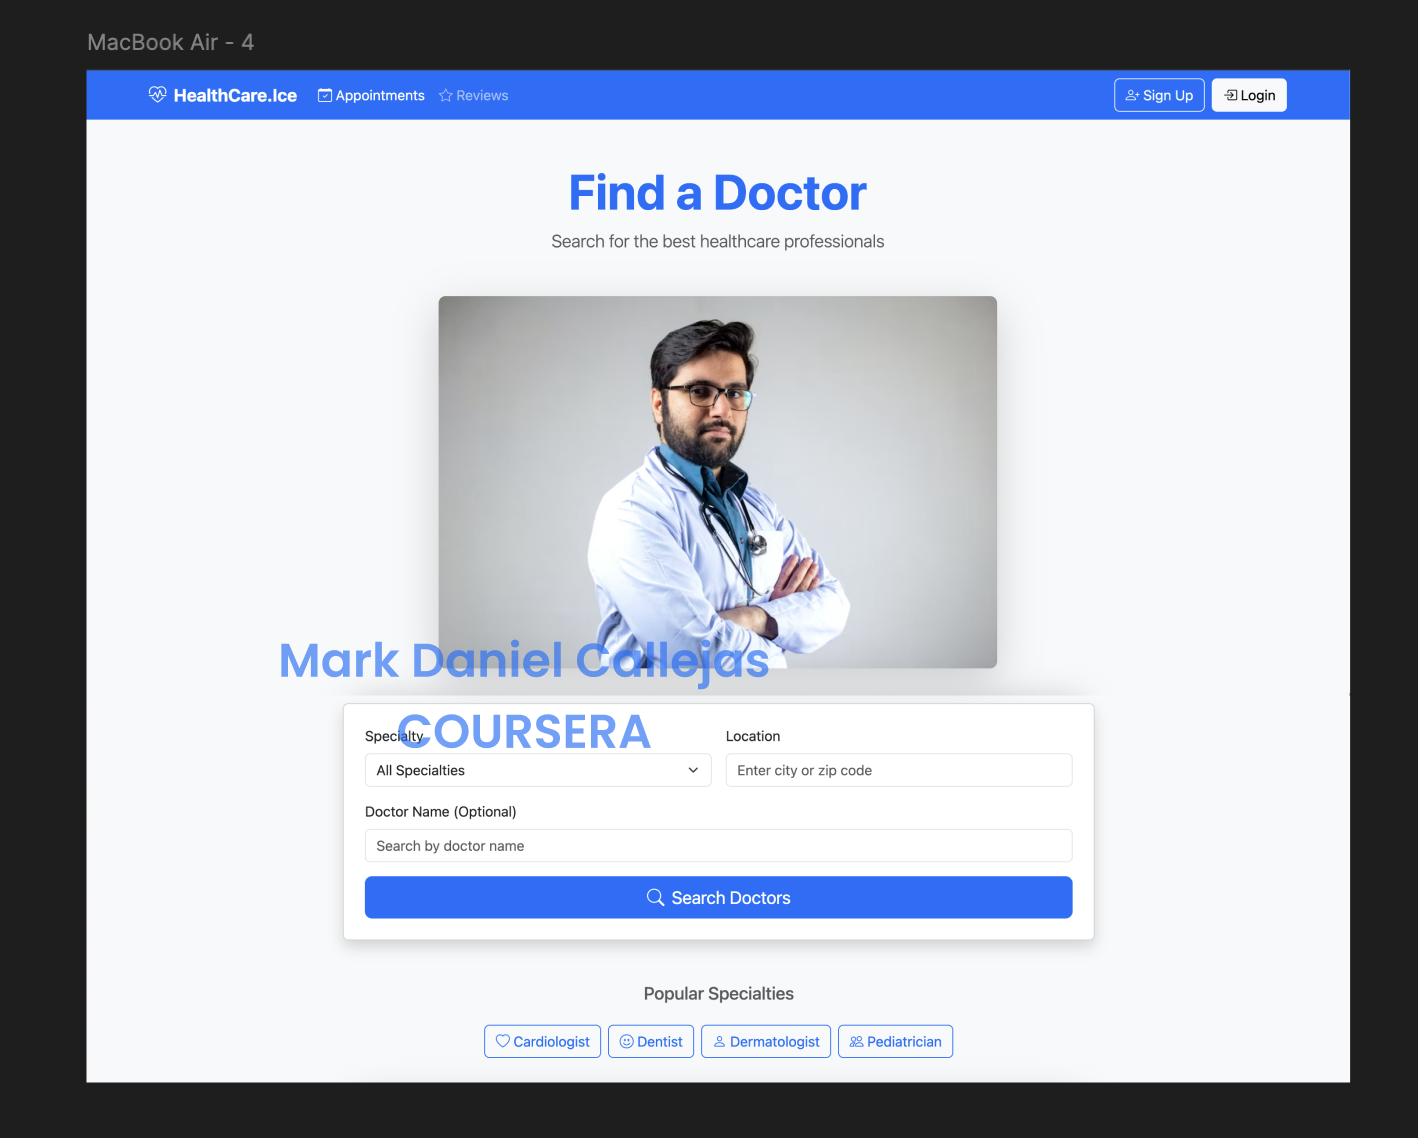 MacBook Air - 4
HealthCare.Ice Appointments Reviews Sign Up Login
Find a Doctor
Search for the best healthcare professionals
Mark Daniel Callejas
COURSERA
Specialty Location
All Specialties Enter city or zip code
Doctor Name (Optional)
Search by doctor name
Search Doctors
Popular Specialties
Cardiologist Dentist Dermatologist Pediatrician